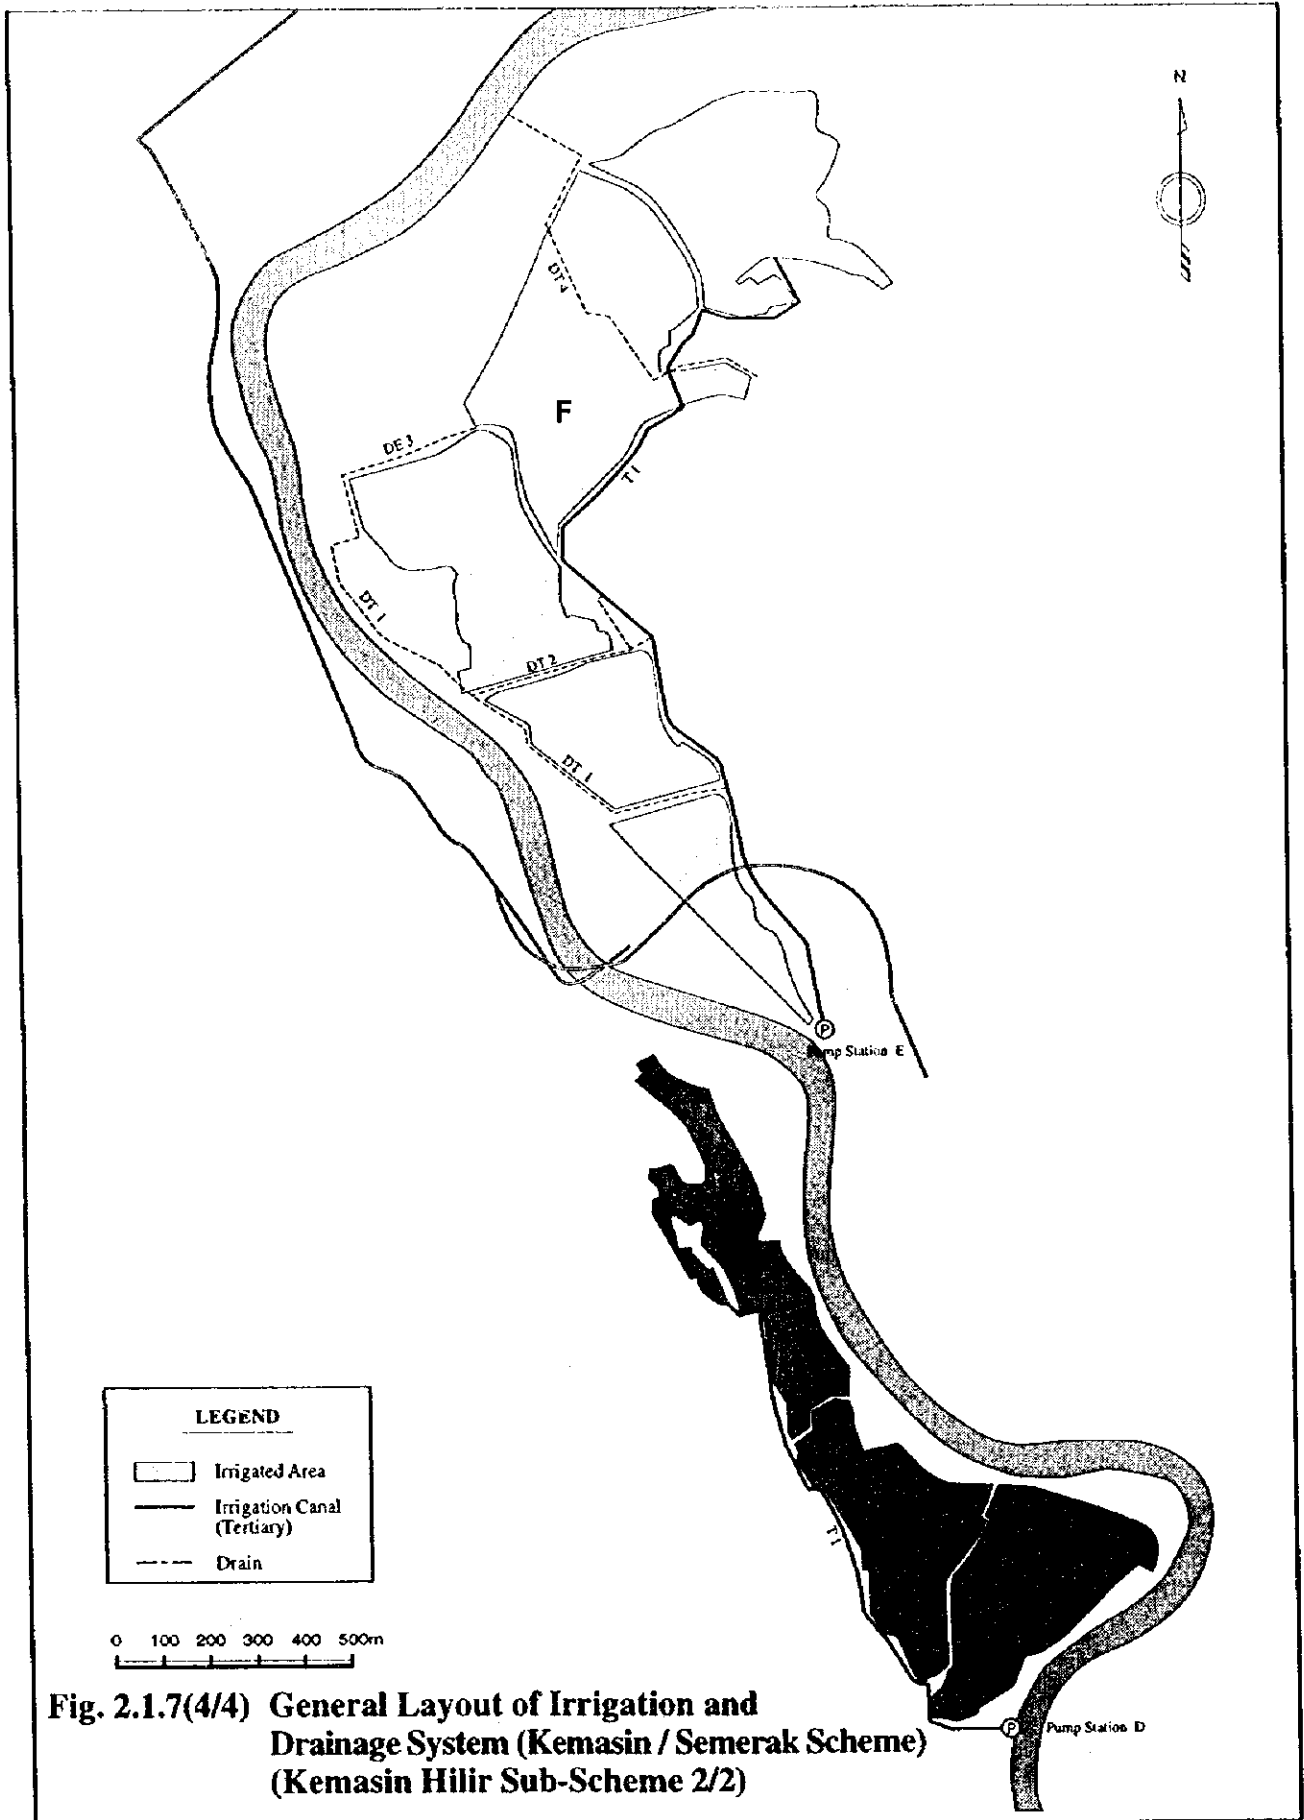 N
DT 4
F
DE 3
T 1
DT 1
DT 2
DT 1
P
Pump Station E
LEGEND
Irrigated Area
Irrigation Canal
(Tertiary)
Drain
T 1
0 100 200 300 400 500m
P Pump Station D
Fig. 2.1.7(4/4) General Layout of Irrigation and
Drainage System (Kemasin / Semerak Scheme)
(Kemasin Hilir Sub-Scheme 2/2)